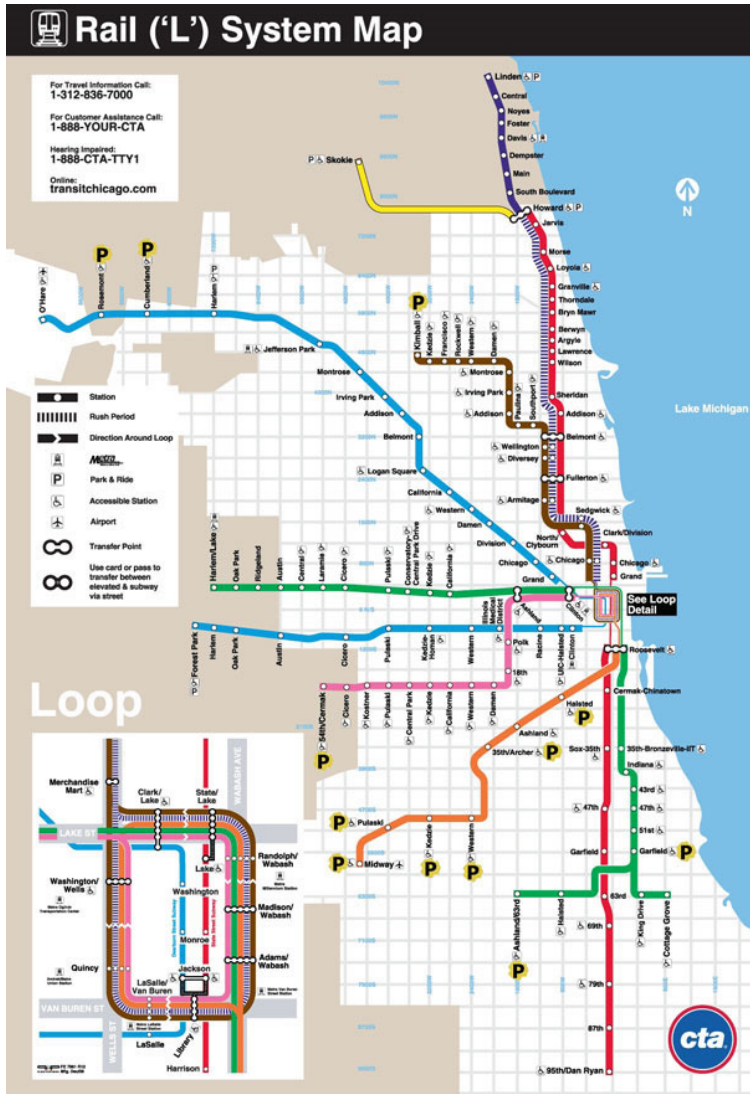 Rail ('L') System Map
For Travel Information Call:
1-312-836-7000
For Customer Assistance Call:
1-888-YOUR-CTA
Hearing Impaired:
1-888-CTA-TTY1
Online:
transitchicago.com
Linden P
Central
Noyes
Foster
Davis
Dempster
Main
South Boulevard
P Skokie
Howard P
Jarvis
Morse
Loyola
Granville
Thorndale
Bryn Mawr
Berwyn
Argyle
Lawrence
Wilson
Sheridan
Addison
Belmont
Wellington
Diversey
Fullerton
Armitage
Sedgwick
North/
Clybourn
Clark/Division
Chicago
Chicago
Grand
N
Lake Michigan
P
P
P
O'Hare
Rosemont
Cumberland
Harlem P
Jefferson Park
Montrose
Irving Park
Addison
Belmont
Logan Square
California
Western
Damen
Division
Chicago
Grand
Kimball
Kedzie
Francisco
Rockwell
Western
Damen
Montrose
Irving Park
Addison
Paulina
Southport
Station
Rush Period
Direction Around Loop
Metra
P Park & Ride
Accessible Station
Airport
Transfer Point
Use card or pass to
transfer between
elevated & subway
via street
Harlem/Lake
Oak Park
Ridgeland
Austin
Central
Laramie
Cicero
Pulaski
Conservatory-
Central Park Drive
Kedzie
California
Ashland
Clinton
See Loop
Detail
P Forest Park
Harlem
Oak Park
Austin
Cicero
Pulaski
Kedzie
Homan
Western
Illinois
Medical
District
Polk
18th
Racine
UIC-Halsted
Clinton
Roosevelt
54th/Cermak
Cicero
Kostner
Pulaski
Central Park
Kedzie
California
Western
Damen
P
Halsted
P
Ashland
35th/Archer P
P Pulaski
Kedzie
P
Western
P
P Midway
Cermak-Chinatown
Sox-35th
35th-Bronzeville-IIT
Indiana
43rd
47th
47th
51st
Garfield
Garfield P
63rd
Ashland/63rd
P
Halsted
King Drive
Cottage Grove
69th
79th
87th
95th/Dan Ryan
cta
Loop
Merchandise
Mart
Clark/
Lake
State/
Lake
WABASH AVE
LAKE ST
Lake
Randolph/
Wabash
Washington/
Wells
Washington
Madison/
Wabash
Dearborn Street Subway
State Street Subway
Monroe
Quincy
Adams/
Wabash
Jackson
LaSalle/
Van Buren
VAN BUREN ST
WELLS ST
LaSalle
Library
Harrison